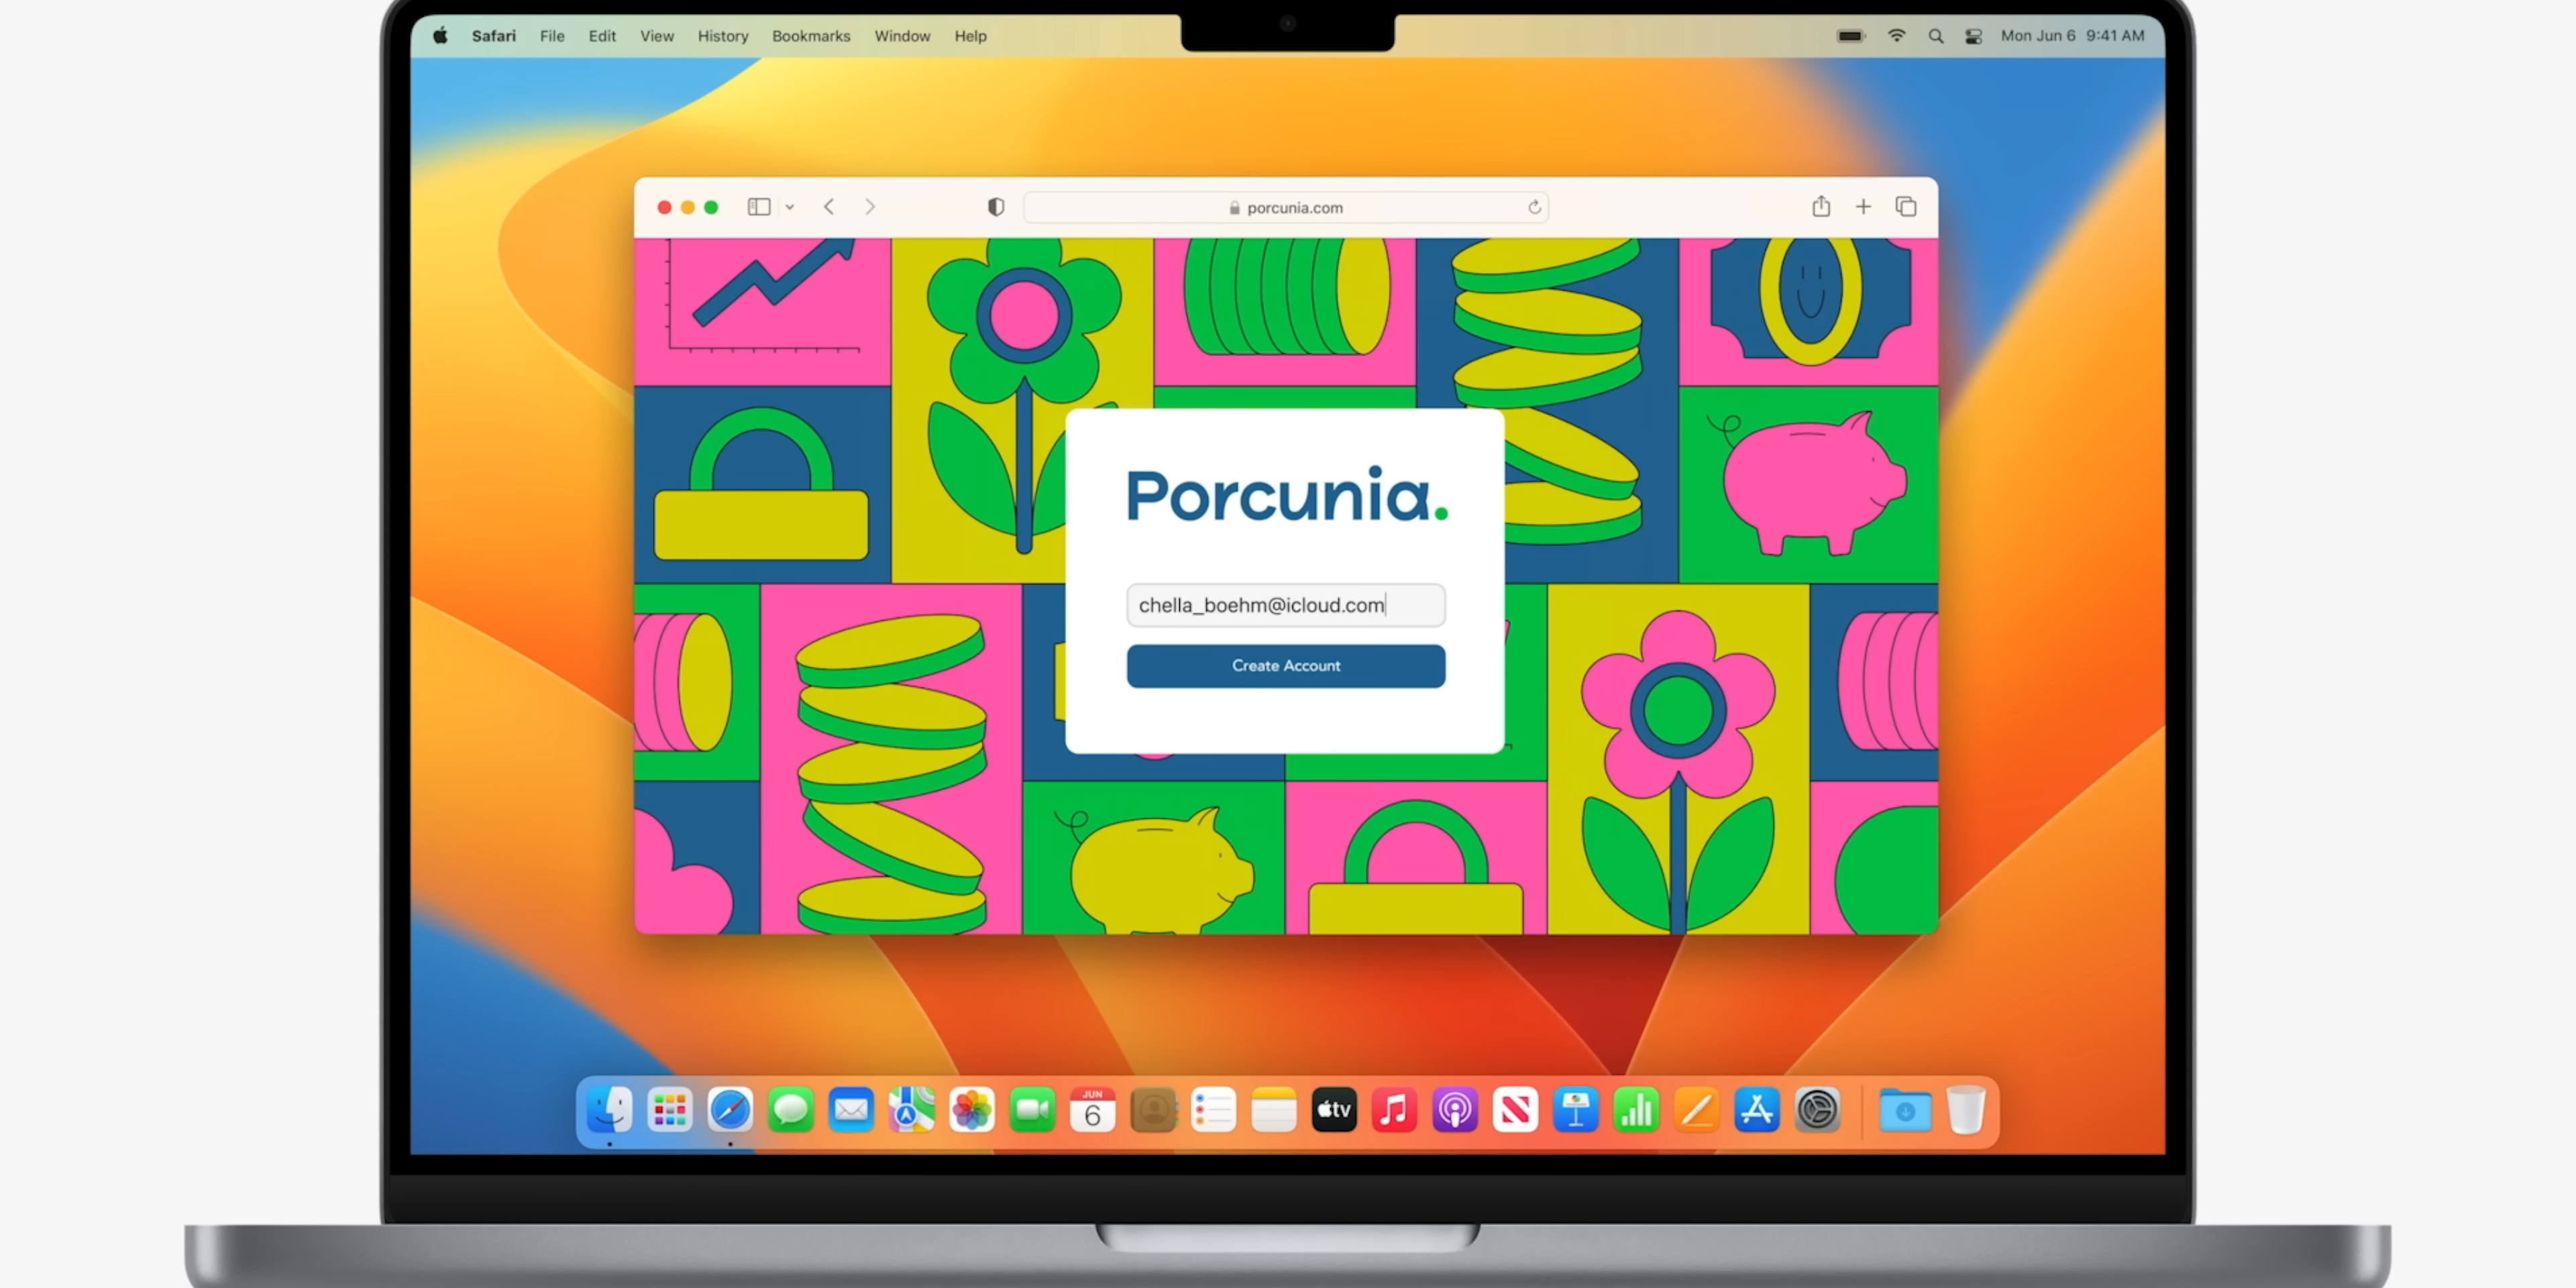 Safari File Edit View History Bookmarks Window Help Mon Jun 6 9:41 AM
porcunia.com
Porcunia.
chella_boehm@icloud.com
Create Account
JUN
6
tv